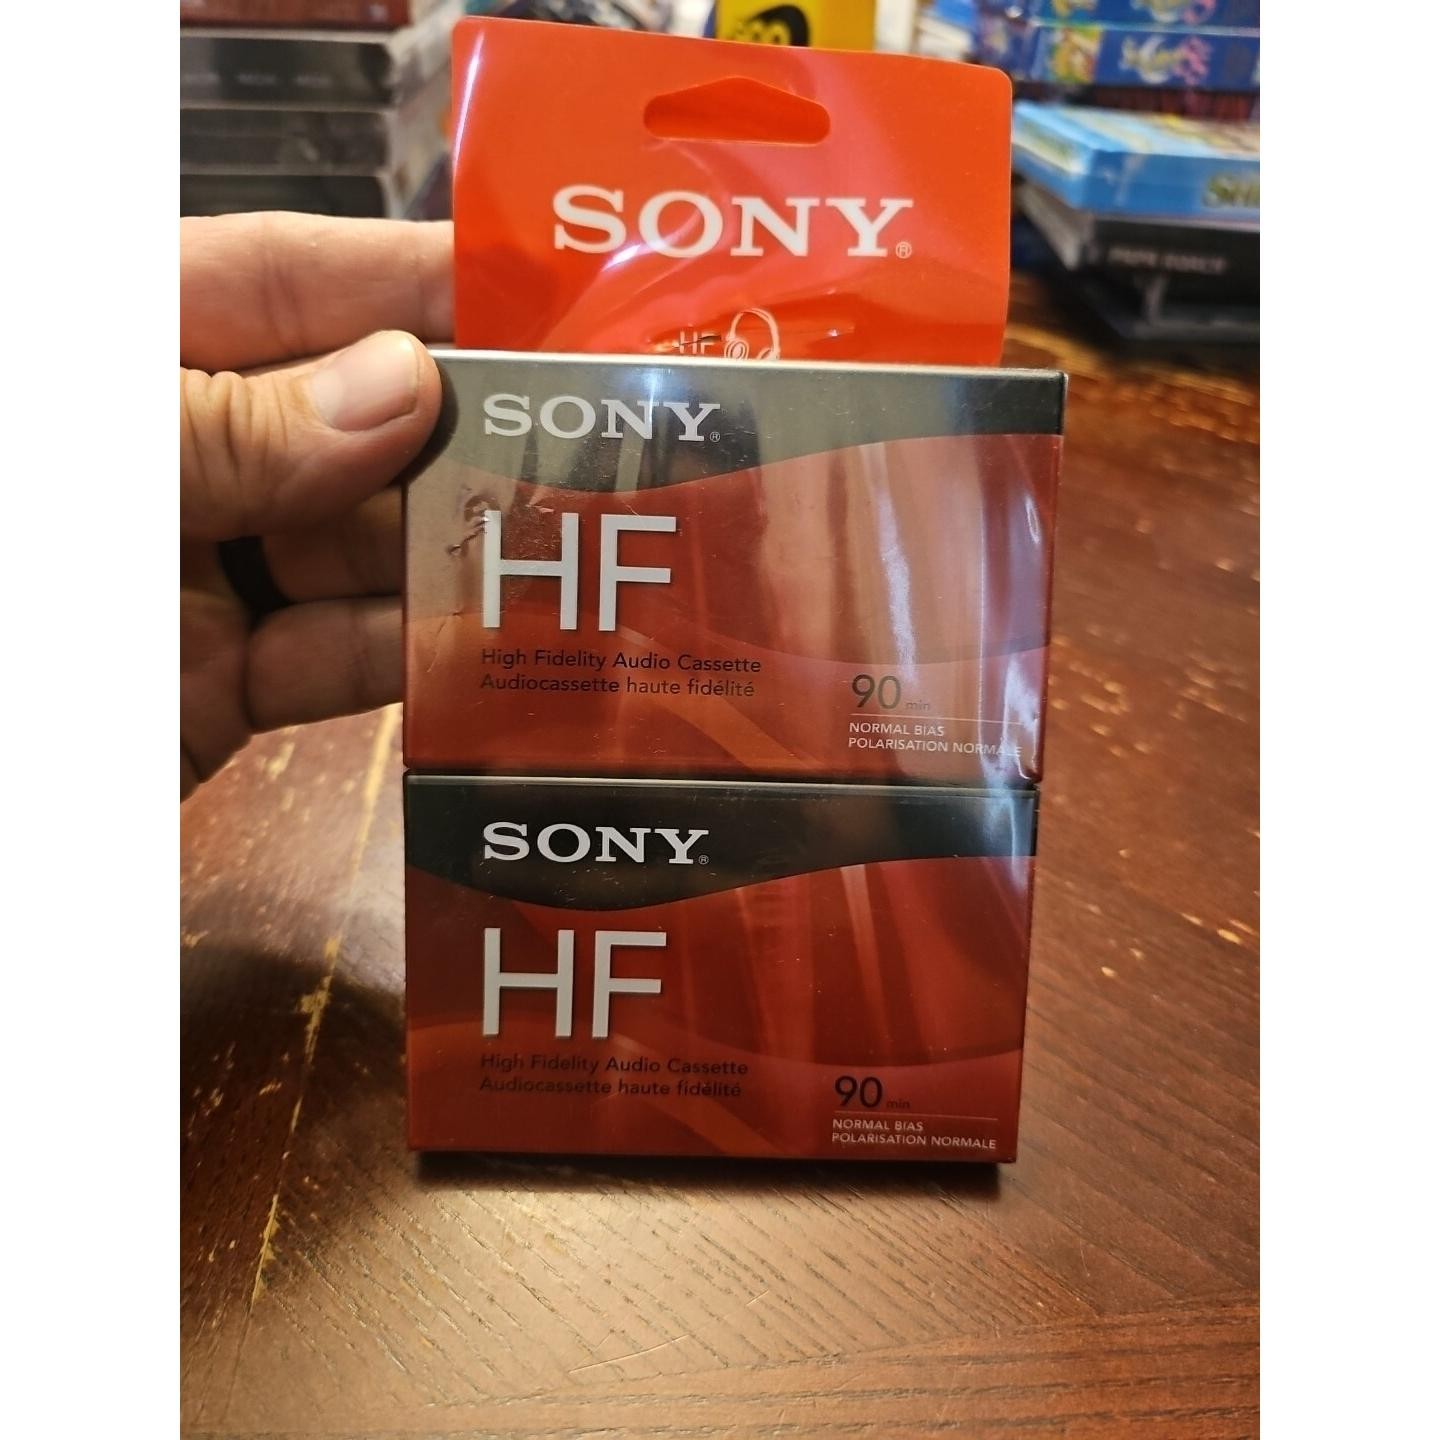 SONY®
HF
SONY®
HF
High Fidelity Audio Cassette
Audiocassette haute fidélité
90 min
NORMAL BIAS
POLARISATION NORMALE
SONY®
HF
High Fidelity Audio Cassette
Audiocassette haute fidélité
90 min
NORMAL BIAS
POLARISATION NORMALE